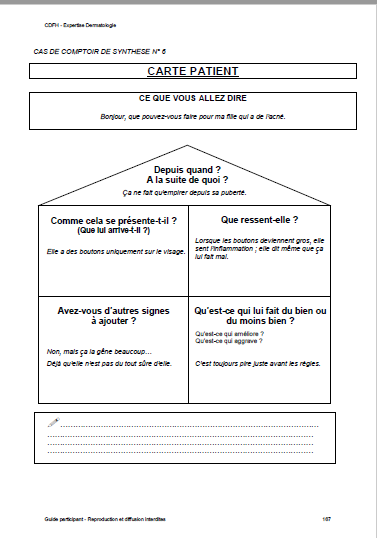 CDFH - Expertise Dermatologie
CAS DE COMPTOIR DE SYNTHESE N° 6
CARTE PATIENT
CE QUE VOUS ALLEZ DIRE
Bonjour, que pouvez-vous faire pour ma fille qui a de l'acné.
Depuis quand ?
A la suite de quoi ?
Ça ne fait qu'empirer depuis sa puberté.
Comme cela se présente-t-il ?
(Que lui arrive-t-il ?)
Elle a des boutons uniquement sur le visage.
Que ressent-elle ?
Lorsque les boutons deviennent gros, elle
sent l'inflammation ; elle dit même que ça
lui fait mal.
Avez-vous d'autres signes
à ajouter ?
Non, mais ça la gêne beaucoup…
Déjà qu'elle n'est pas du tout sûre d'elle.
Qu'est-ce qui lui fait du bien ou
du moins bien ?
Qu'est-ce qui améliore ?
Qu'est-ce qui aggrave ?
C'est toujours pire juste avant les règles.
Guide participant - Reproduction et diffusion interdites
167